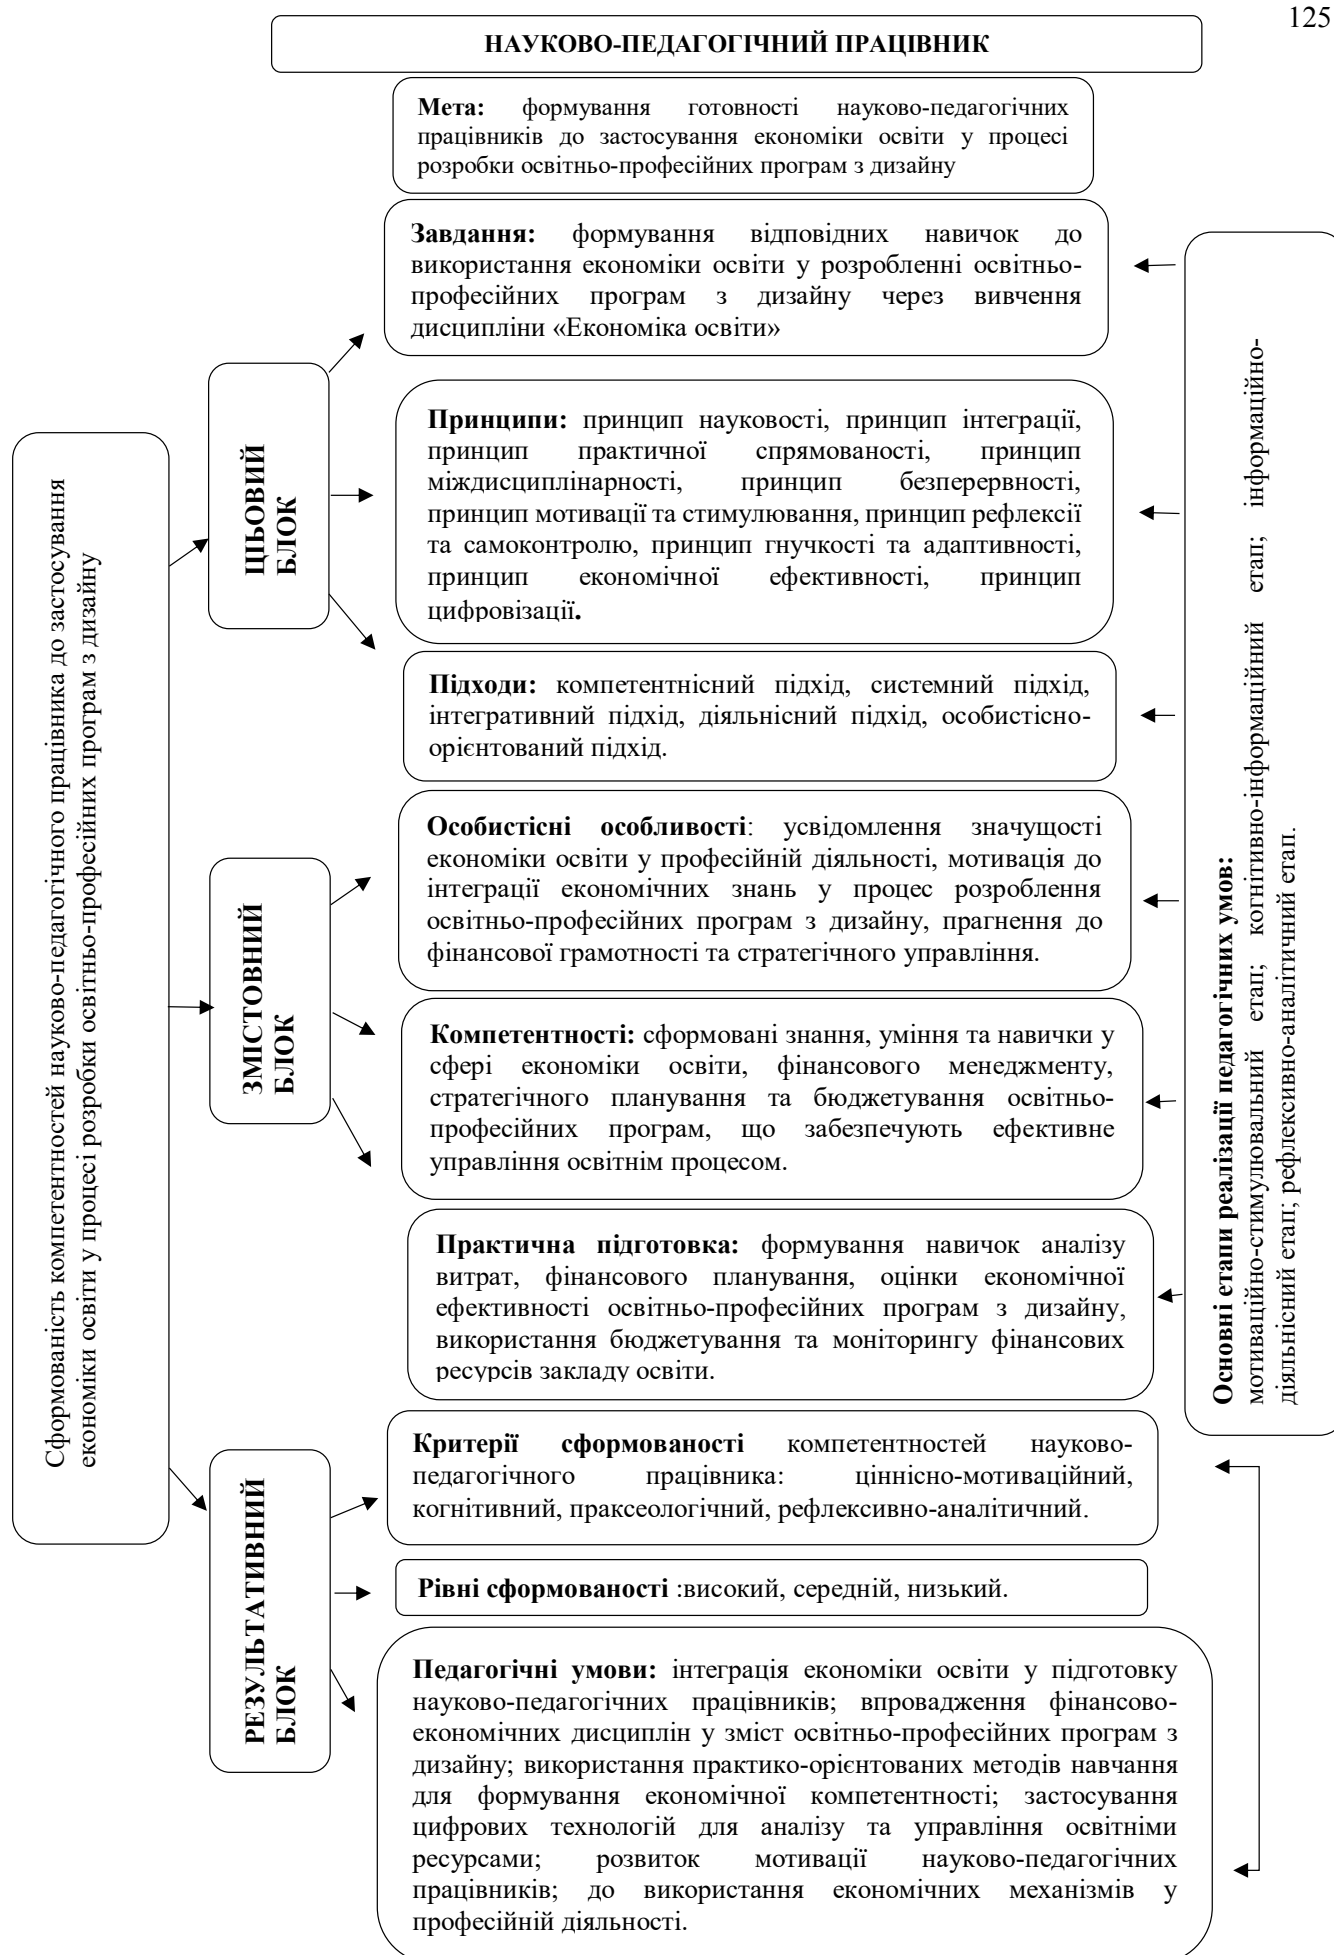 125
НАУКОВО-ПЕДАГОГІЧНИЙ ПРАЦІВНИК
Мета: формування готовності науково-педагогічних
працівників до застосування економіки освіти у процесі
розробки освітньо-професійних програм з дизайну
Завдання: формування відповідних навичок до
використання економіки освіти у розробленні освітньо-
професійних програм з дизайну через вивчення
дисципліни «Економіка освіти»
Принципи: принцип науковості, принцип інтеграції,
принцип практичної спрямованості, принцип
міждисциплінарності, принцип безперервності,
принцип мотивації та стимулювання, принцип рефлексії
та самоконтролю, принцип гнучкості та адаптивності,
принцип економічної ефективності, принцип
цифровізації.
Підходи: компетентнісний підхід, системний підхід,
інтегративний підхід, діяльнісний підхід, особистісно-
орієнтований підхід.
Особистісні особливості: усвідомлення значущості
економіки освіти у професійній діяльності, мотивація до
інтеграції економічних знань у процес розроблення
освітньо-професійних програм з дизайну, прагнення до
фінансової грамотності та стратегічного управління.
Компетентності: сформовані знання, уміння та навички у
сфері економіки освіти, фінансового менеджменту,
стратегічного планування та бюджетування освітньо-
професійних програм, що забезпечують ефективне
управління освітнім процесом.
Практична підготовка: формування навичок аналізу
витрат, фінансового планування, оцінки економічної
ефективності освітньо-професійних програм з дизайну,
використання бюджетування та моніторингу фінансових
ресурсів закладу освіти.
Критерії сформованості компетентностей науково-
педагогічного працівника: ціннісно-мотиваційний,
когнітивний, праксеологічний, рефлексивно-аналітичний.
Рівні сформованості :високий, середній, низький.
Педагогічні умови: інтеграція економіки освіти у підготовку
науково-педагогічних працівників; впровадження фінансово-
економічних дисциплін у зміст освітньо-професійних програм з
дизайну; використання практико-орієнтованих методів навчання
для формування економічної компетентності; застосування
цифрових технологій для аналізу та управління освітніми
ресурсами; розвиток мотивації науково-педагогічних
працівників; до використання економічних механізмів у
професійній діяльності.
Сформованість компетентностей науково-педагогічного працівника до застосування
економіки освіти у процесі розробки освітньо-професійних програм з дизайну
ЦІЬОВИЙ
БЛОК
ЗМІСТОВНИЙ
БЛОК
РЕЗУЛЬТАТИВНИЙ
БЛОК
Основні етапи реалізації педагогічних умов:
мотиваційно-стимулювальний етап; когнітивно-інформаційний етап; інформаційно-
діяльнісний етап; рефлексивно-аналітичний етап.